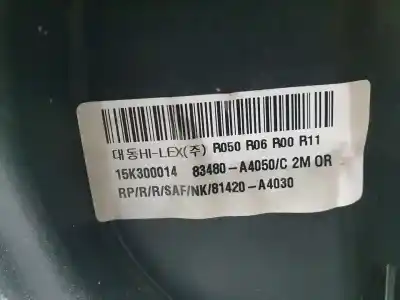 대동HI-LEX(주) R050 R06 R00 R11
15K300014 83480-A4050/C 2M OR
RP/R/R/SAF/NK/81420-A4030